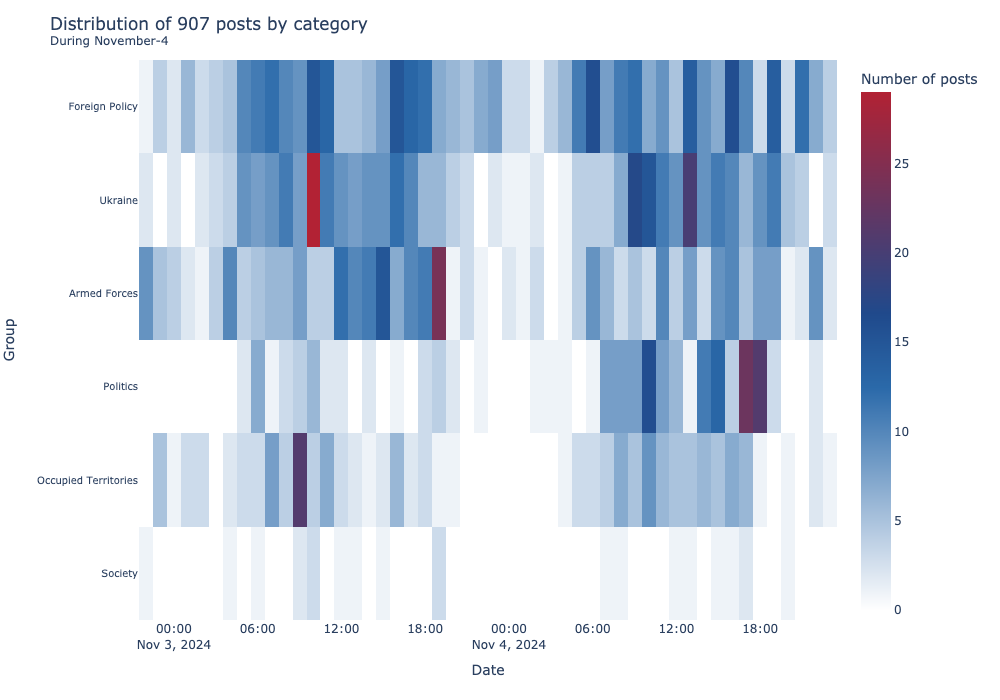 Distribution of 907 posts by category
During November-4
Number of posts
Foreign Policy
Ukraine
Armed Forces
Politics
Occupied Territories
Society
Group
25
20
15
10
5
0
00:00 06:00 12:00 18:00 00:00 06:00 12:00 18:00
Nov 3, 2024 Nov 4, 2024
Date